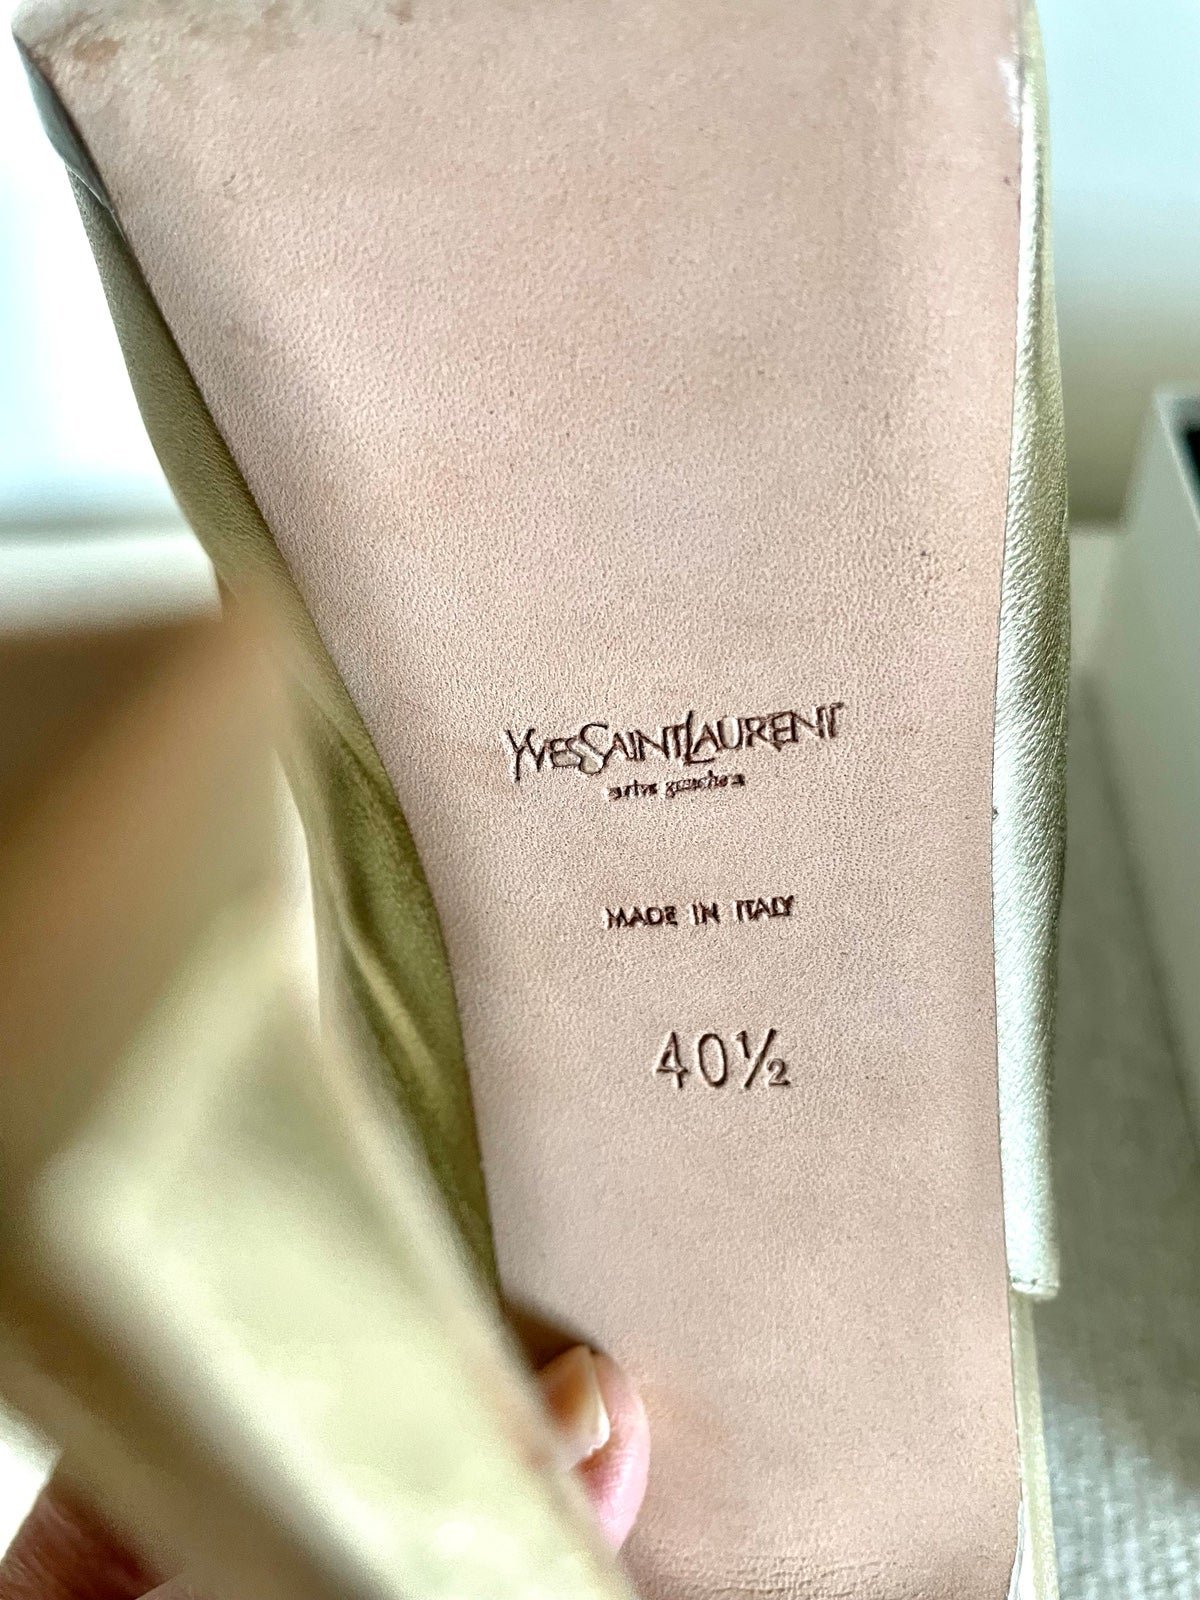 YVESSAINTLAURENT
rive gauche
MADE IN ITALY
40½